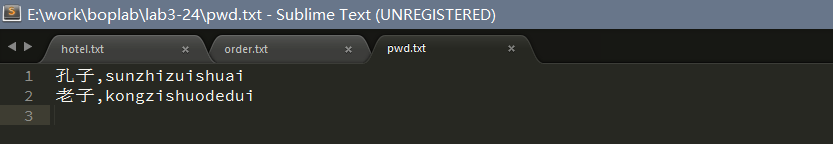 E:\work\boplab\lab3-24\pwd.txt - Sublime Text (UNREGISTERED)
hotel.txt order.txt pwd.txt
1 孔子,sunzhizuishuai
2 老子,kongzishuodedui
3